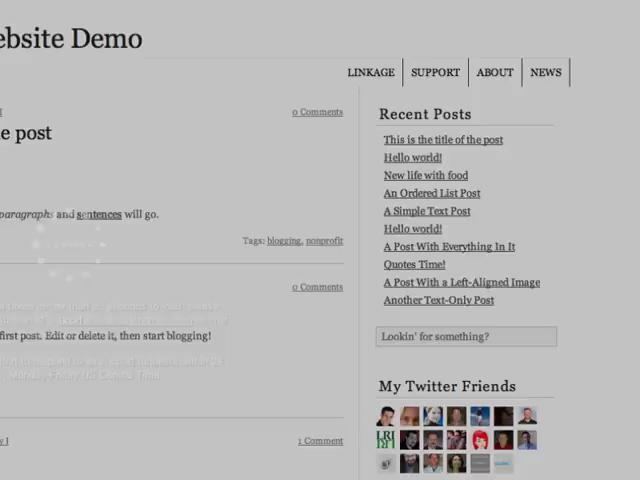 ebsite Demo
LINKAGE
SUPPORT
ABOUT
NEWS
0 Comments
e post
paragraphs and sentences will go.
Tags: blogging, nonprofit
0 Comments
first post. Edit or delete it, then start blogging!
1 Comment
Recent Posts
This is the title of the post
Hello world!
New life with food
An Ordered List Post
A Simple Text Post
Hello world!
A Post With Everything In It
Quotes Time!
A Post With a Left-Aligned Image
Another Text-Only Post
Lookin' for something?
My Twitter Friends